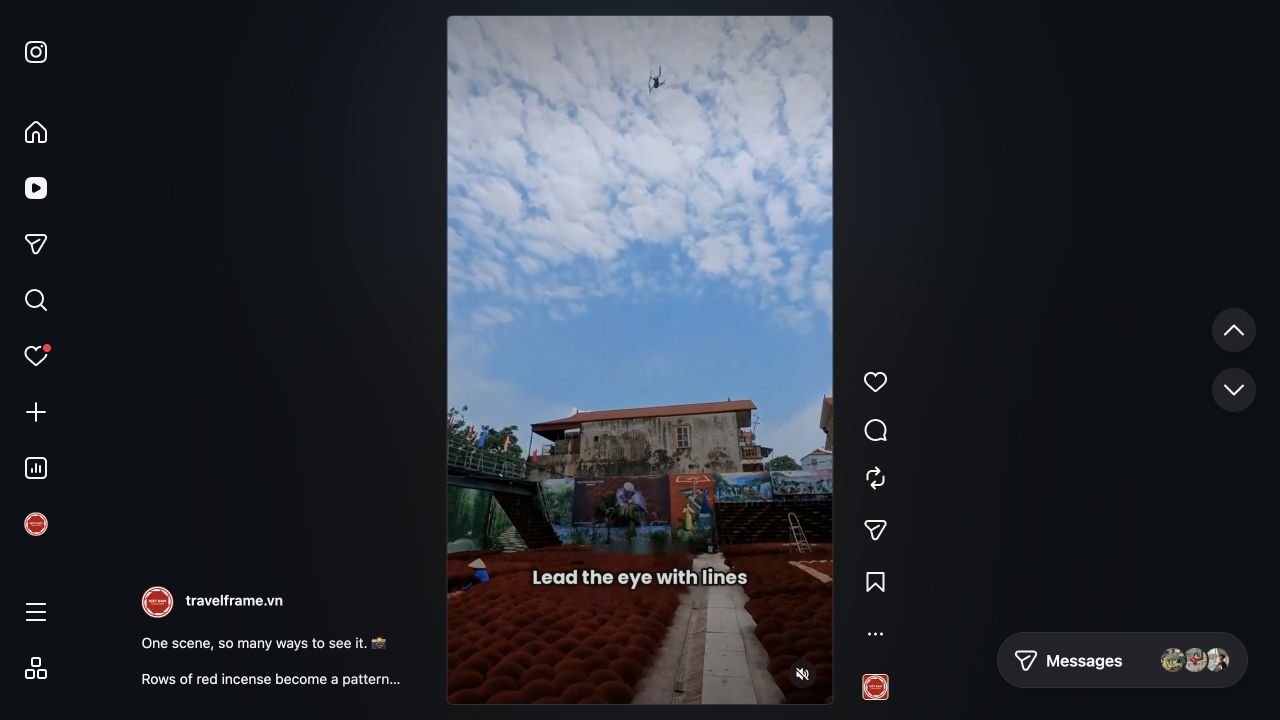 Lead the eye with lines
travelframe.vn
One scene, so many ways to see it. 📸
Rows of red incense become a pattern...
Messages